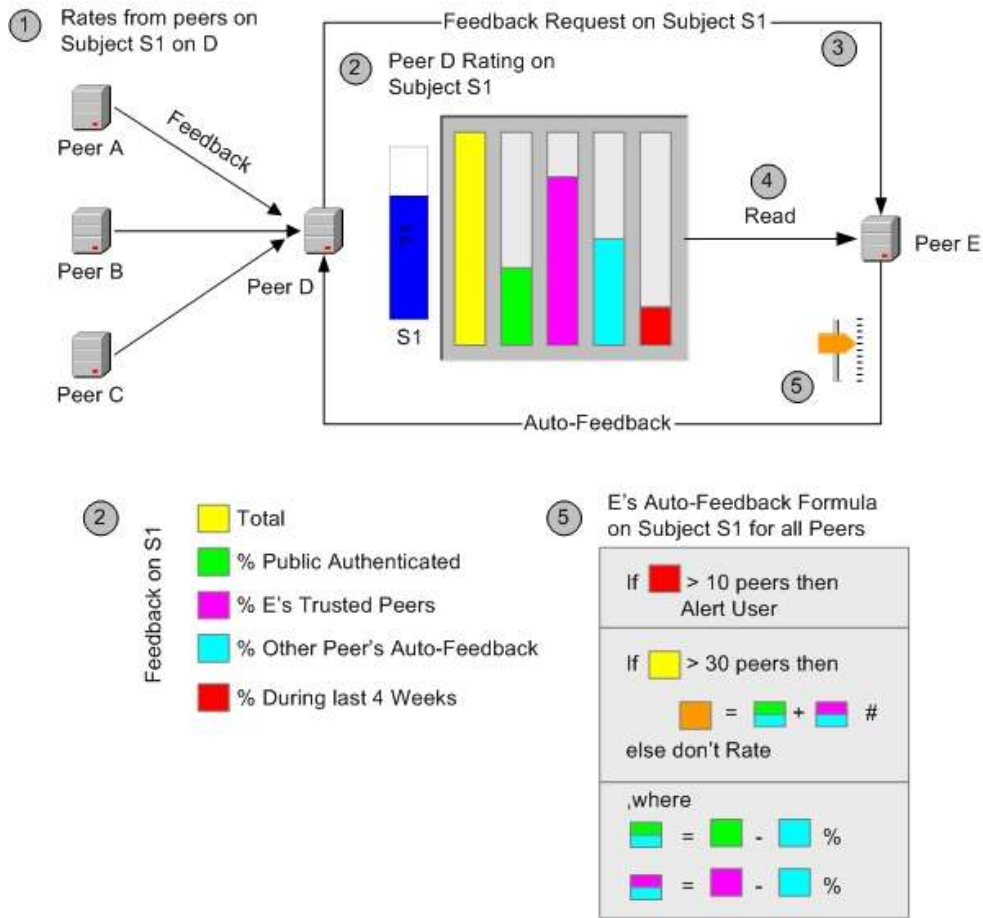 1
Rates from peers on
Subject S1 on D
Feedback Request on Subject S1
3
2
Peer D Rating on
Subject S1
Peer A
Feedback
4
Read
Peer B
Peer D
Peer E
S1
Peer C
5
Auto-Feedback
2
Feedback on S1
Total
% Public Authenticated
% E's Trusted Peers
% Other Peer's Auto-Feedback
% During last 4 Weeks
5
E's Auto-Feedback Formula
on Subject S1 for all Peers
If > 10 peers then
Alert User
If > 30 peers then
= + #
else don't Rate
,where
= - %
= - %